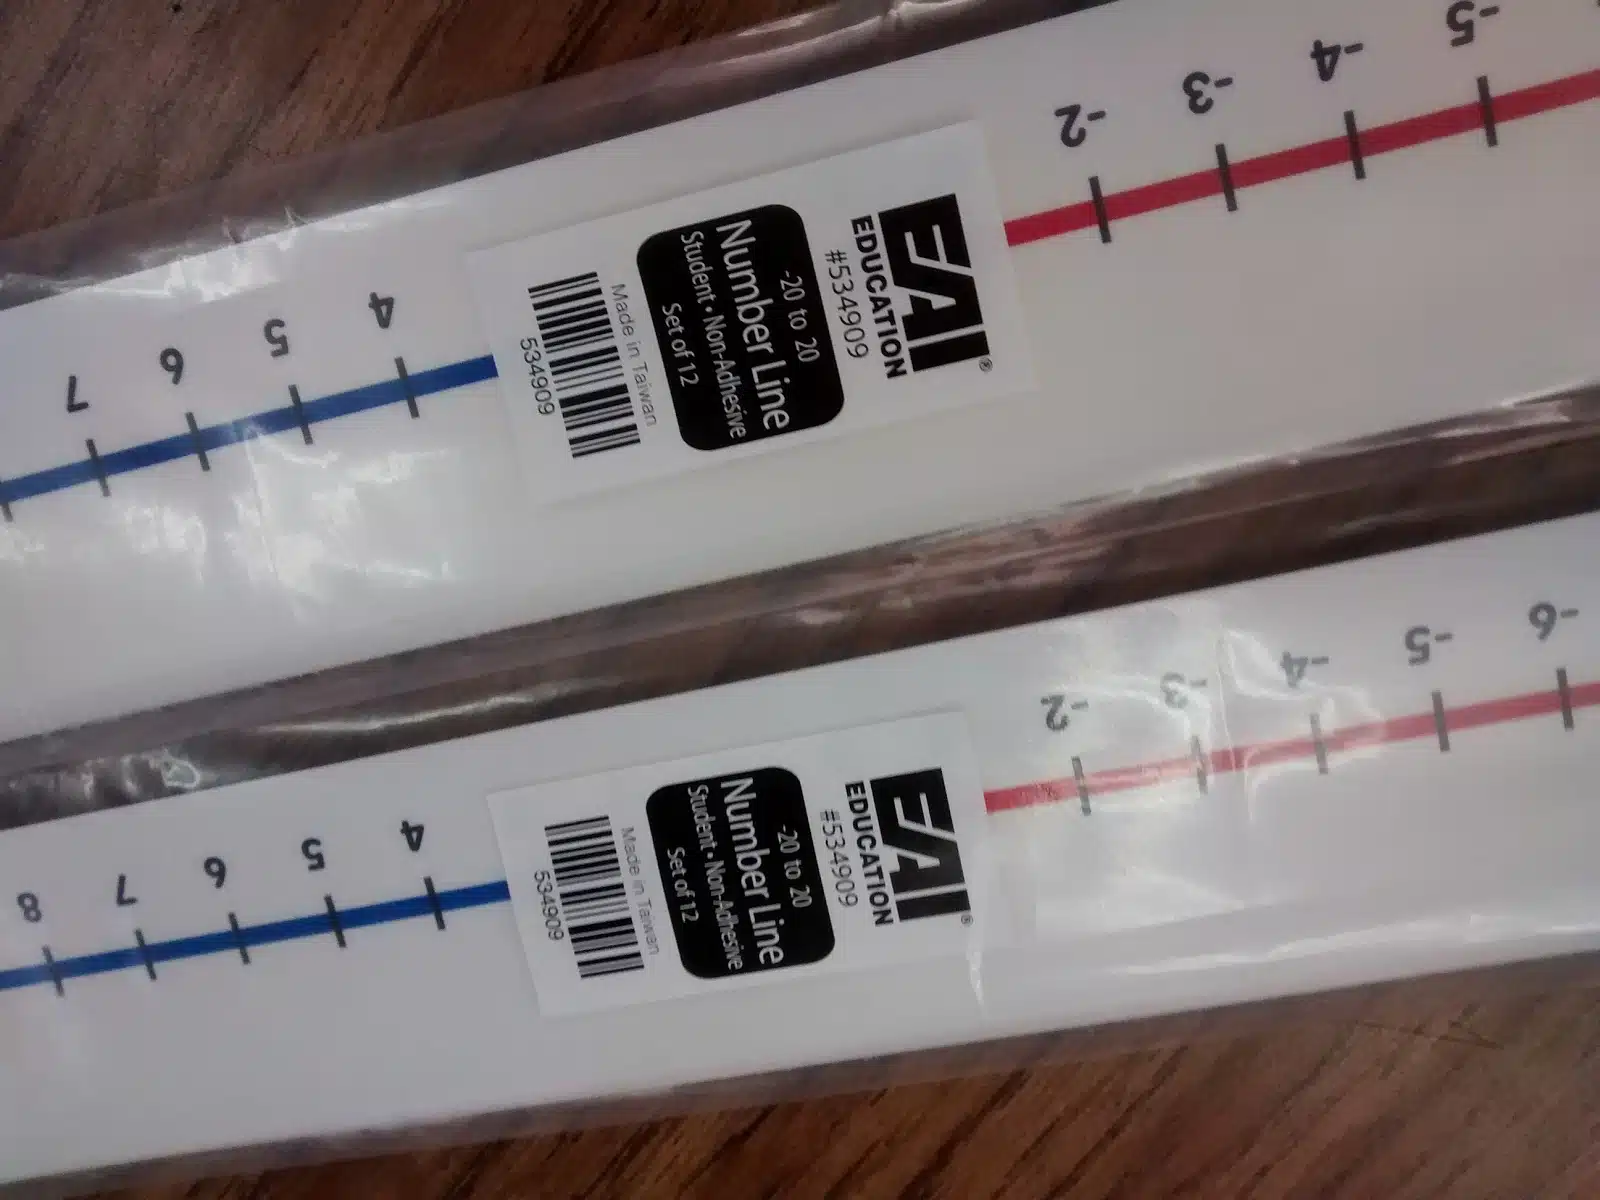 -5
-4
-3
-2
4
5
6
7
EAI®
EDUCATION
#534909
-20 to 20
Number Line
Student • Non-Adhesive
Set of 12
Made in Taiwan
534909
-6
-5
-4
-3
-2
4
5
6
7
8
EAI®
EDUCATION
#534909
-20 to 20
Number Line
Student • Non-Adhesive
Set of 12
Made in Taiwan
534909